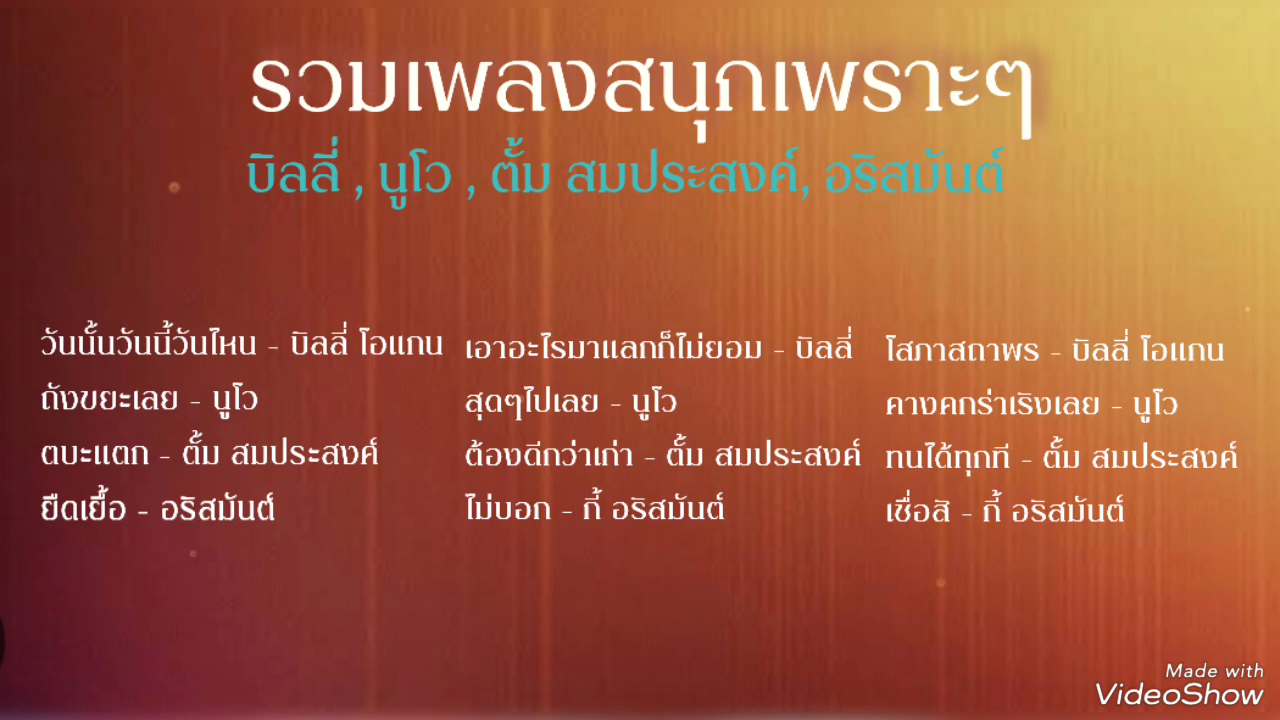 รวมเพลงสนุกเพราะๆ
บิลลี่ , นูโว , ตั้ม สมประสงค์, อริสมันต์
วันนั้นวันนี้วันไหน - บิลลี่ โอแกน
ถังขยะเลย - นูโว
ตบะแตก - ตั้ม สมประสงค์
ยืดเยื้อ - อริสมันต์
เอาอะไรมาแลกก็ไม่ยอม - บิลลี่
สุดๆไปเลย - นูโว
ต้องดีกว่าเก่า - ตั้ม สมประสงค์
ไม่บอก - กี้ อริสมันต์
โสภาสถาพร - บิลลี่ โอแกน
คางคกร่าเริงเลย - นูโว
ทนได้ทุกที - ตั้ม สมประสงค์
เชื่อสิ - กี้ อริสมันต์
Made with
VideoShow